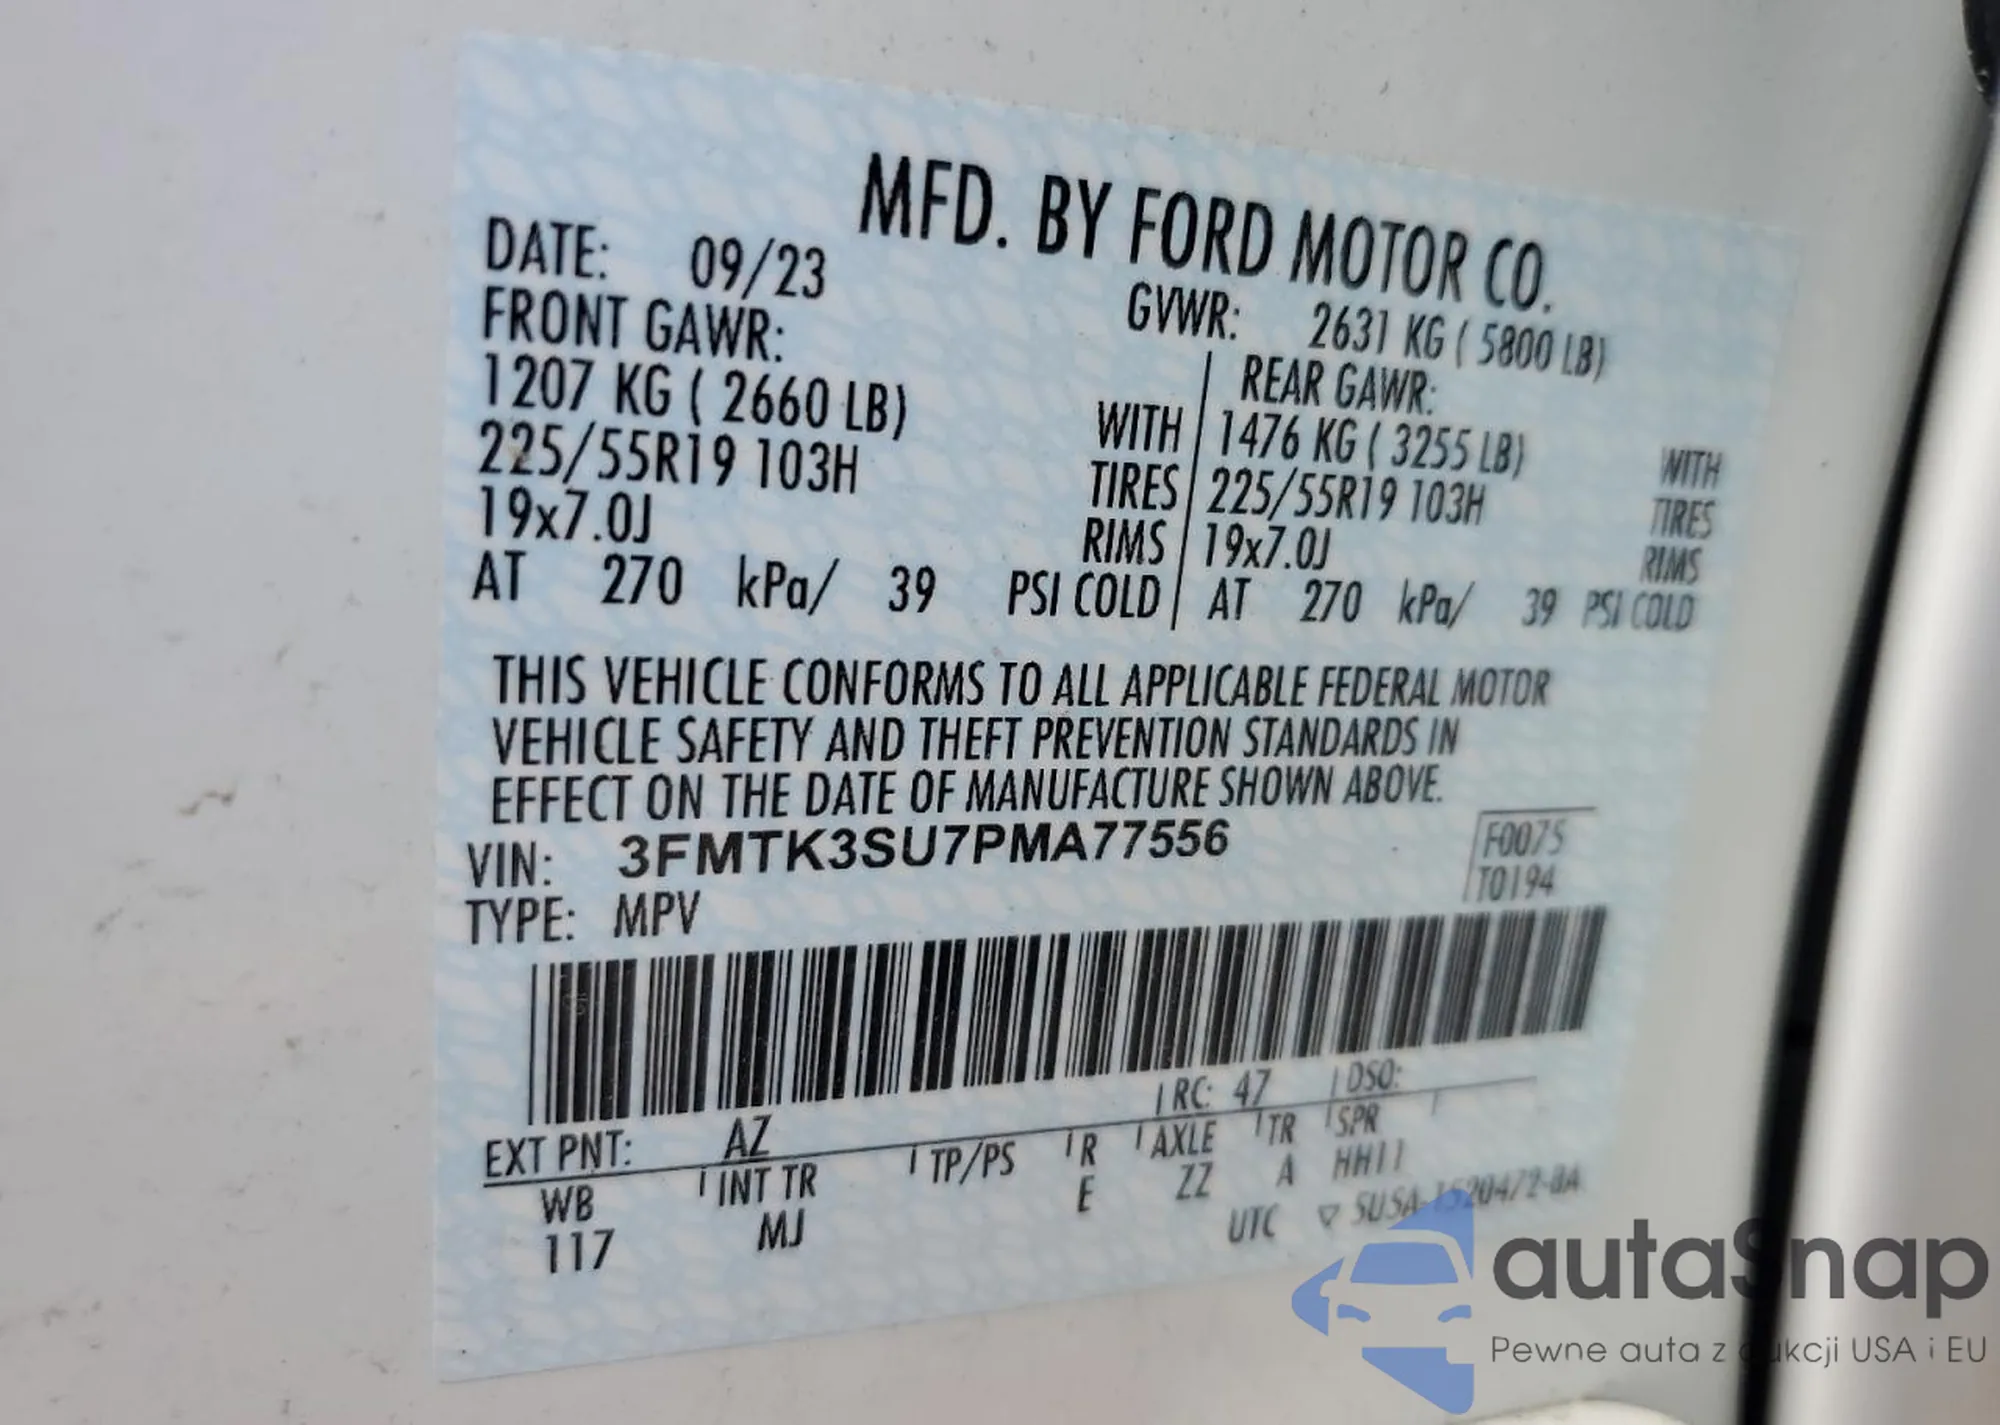 MFD. BY FORD MOTOR CO.
DATE: 09/23 GVWR: 2631 KG ( 5800 LB)
FRONT GAWR: REAR GAWR:
1207 KG ( 2660 LB) WITH 1476 KG ( 3255 LB) WITH
225/55R19 103H TIRES 225/55R19 103H TIRES
19x7.0J RIMS 19x7.0J RIMS
AT 270 kPa/ 39 PSI COLD AT 270 kPa/ 39 PSI COLD
THIS VEHICLE CONFORMS TO ALL APPLICABLE FEDERAL MOTOR
VEHICLE SAFETY AND THEFT PREVENTION STANDARDS IN
EFFECT ON THE DATE OF MANUFACTURE SHOWN ABOVE.
VIN: 3FMTK3SU7PMA77556 F0075
TYPE: MPV T0194
EXT PNT: AZ RC: 47 DSO:
WB INT TR TP/PS R AXLE TR SPR
117 MJ E ZZ A HH11
UTC SUSA-1520472-BA
autaSnap
Pewne auta z aukcji USA i EU